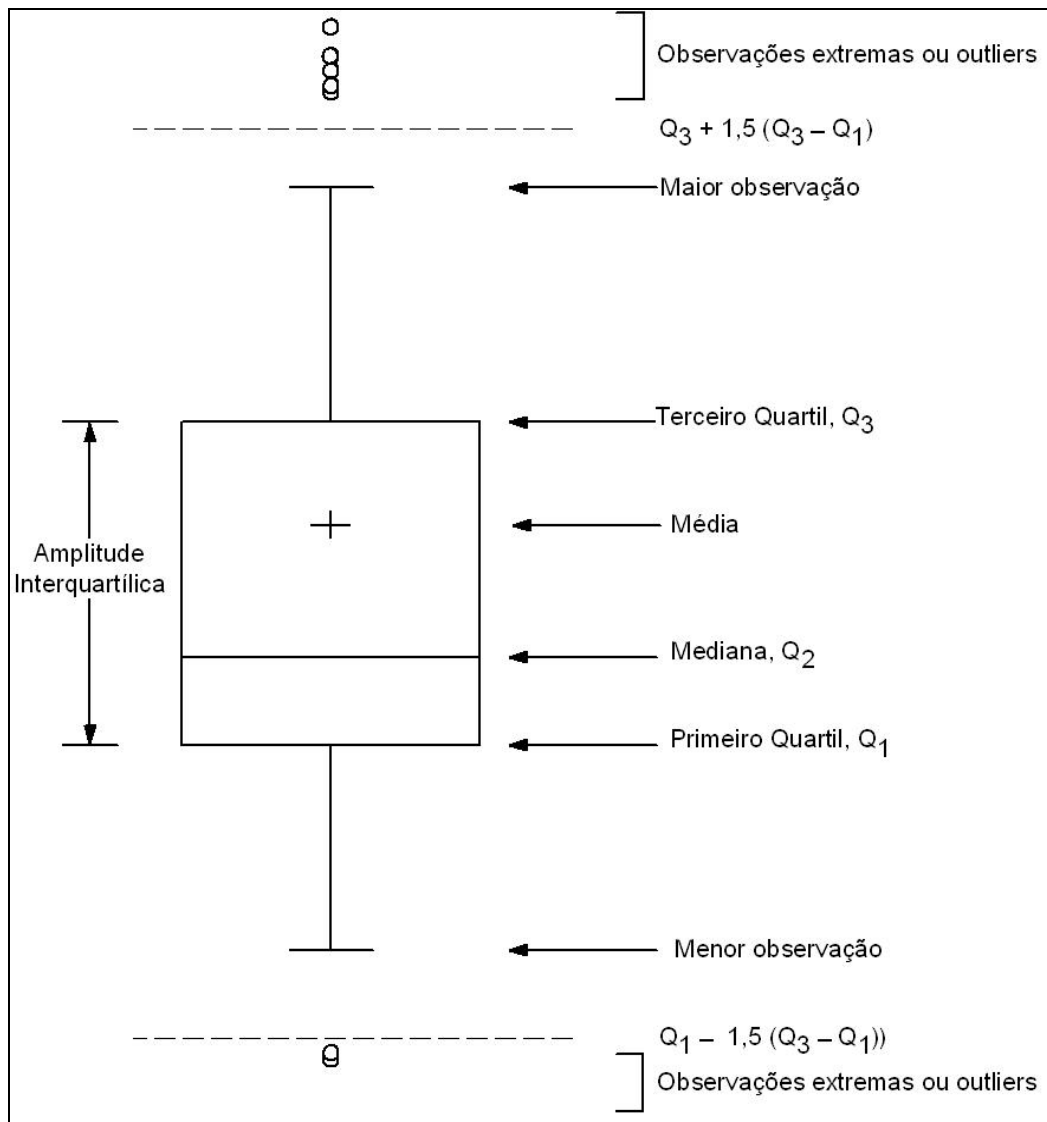 Observações extremas ou outliers
Q3 + 1,5 (Q3 – Q1)
Maior observação
Terceiro Quartil, Q3
Média
Amplitude
Interquartílica
Mediana, Q2
Primeiro Quartil, Q1
Menor observação
Q1 – 1,5 (Q3 – Q1))
Observações extremas ou outliers